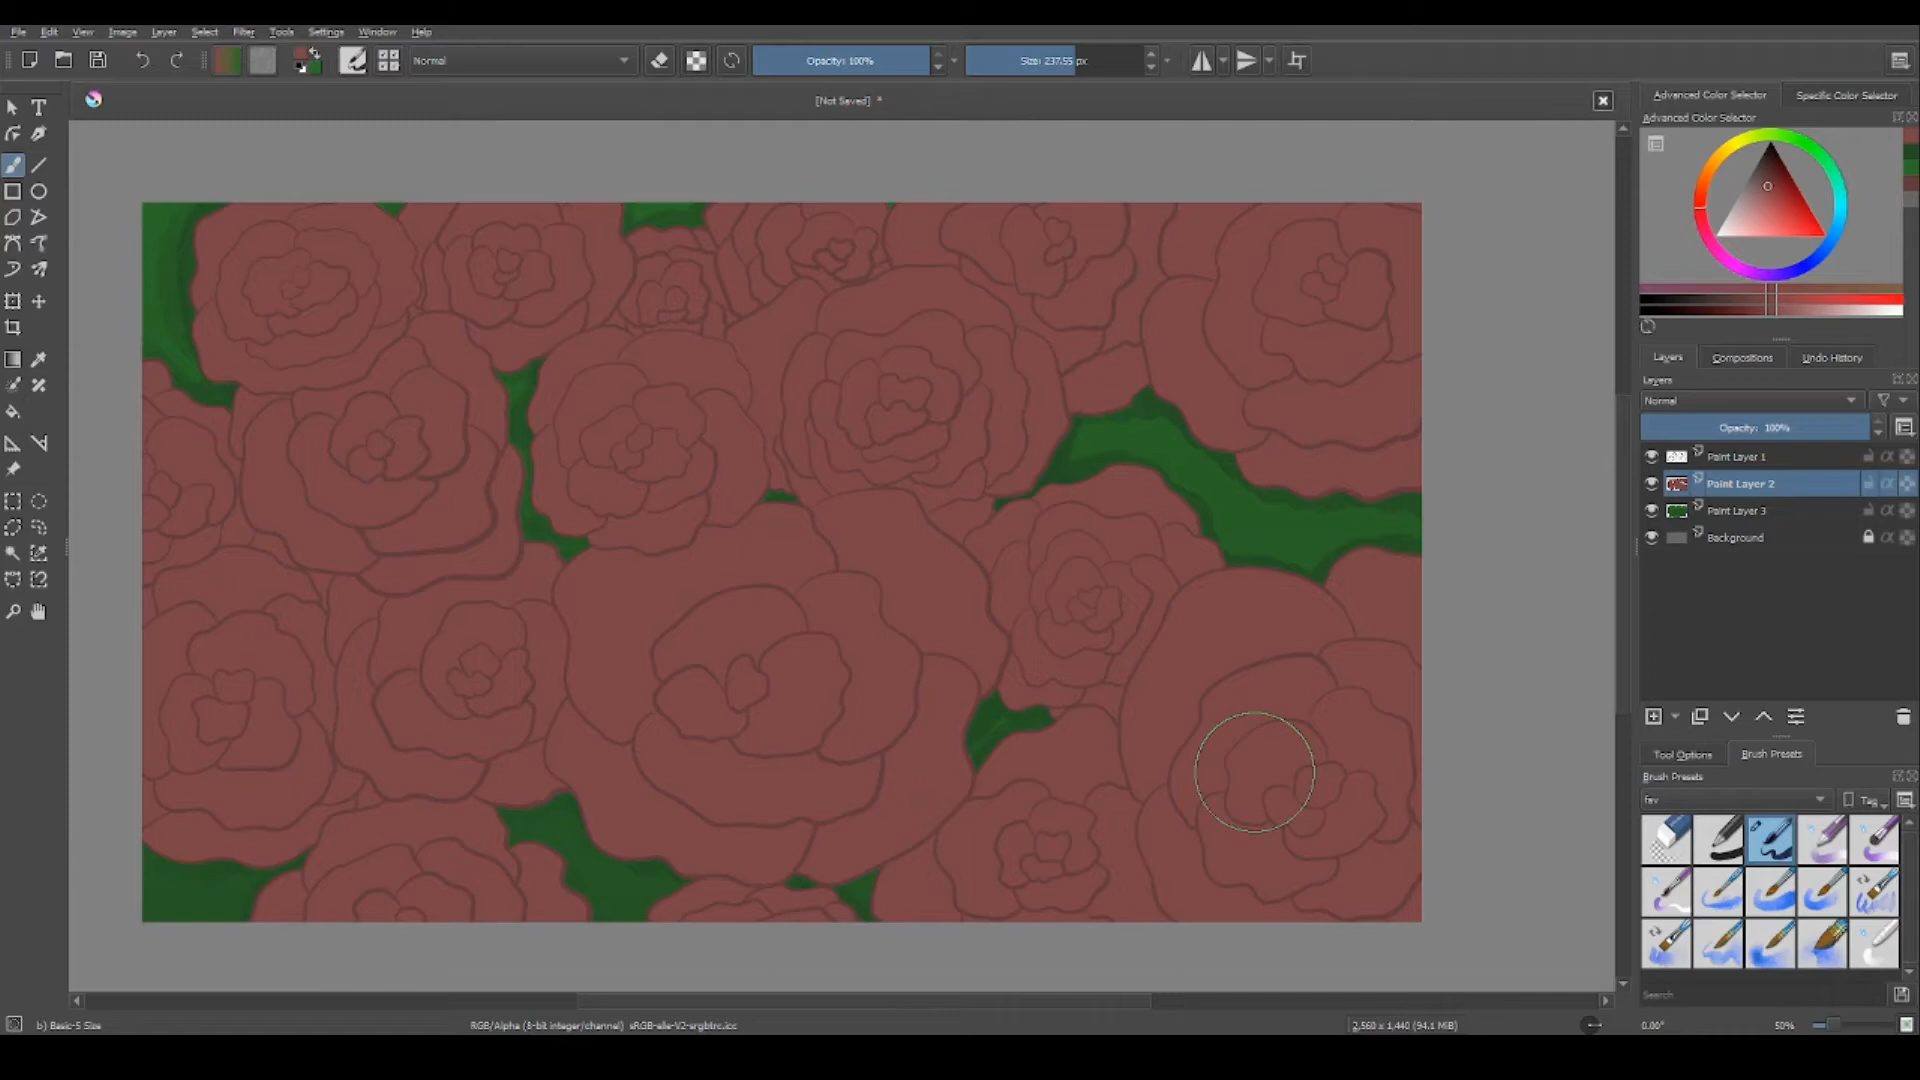 File Edit View Image Layer Select Filter Tools Settings Window Help
Normal
Opacity: 100%
Size: 237.55 px
[Not Saved] *
Advanced Color Selector
Specific Color Selector
Advanced Color Selector
Layers
Compositions
Undo History
Layers
Normal
Opacity: 100%
Paint Layer 1
Paint Layer 2
Paint Layer 3
Background
Tool Options
Brush Presets
Brush Presets
fav
Tag
Search
b) Basic-5 Size
RGB/Alpha (8-bit integer/channel) sRGB-elle-V2-srgbtrc.icc
2,560 x 1,440 (94.1 MiB)
0.00°
50%